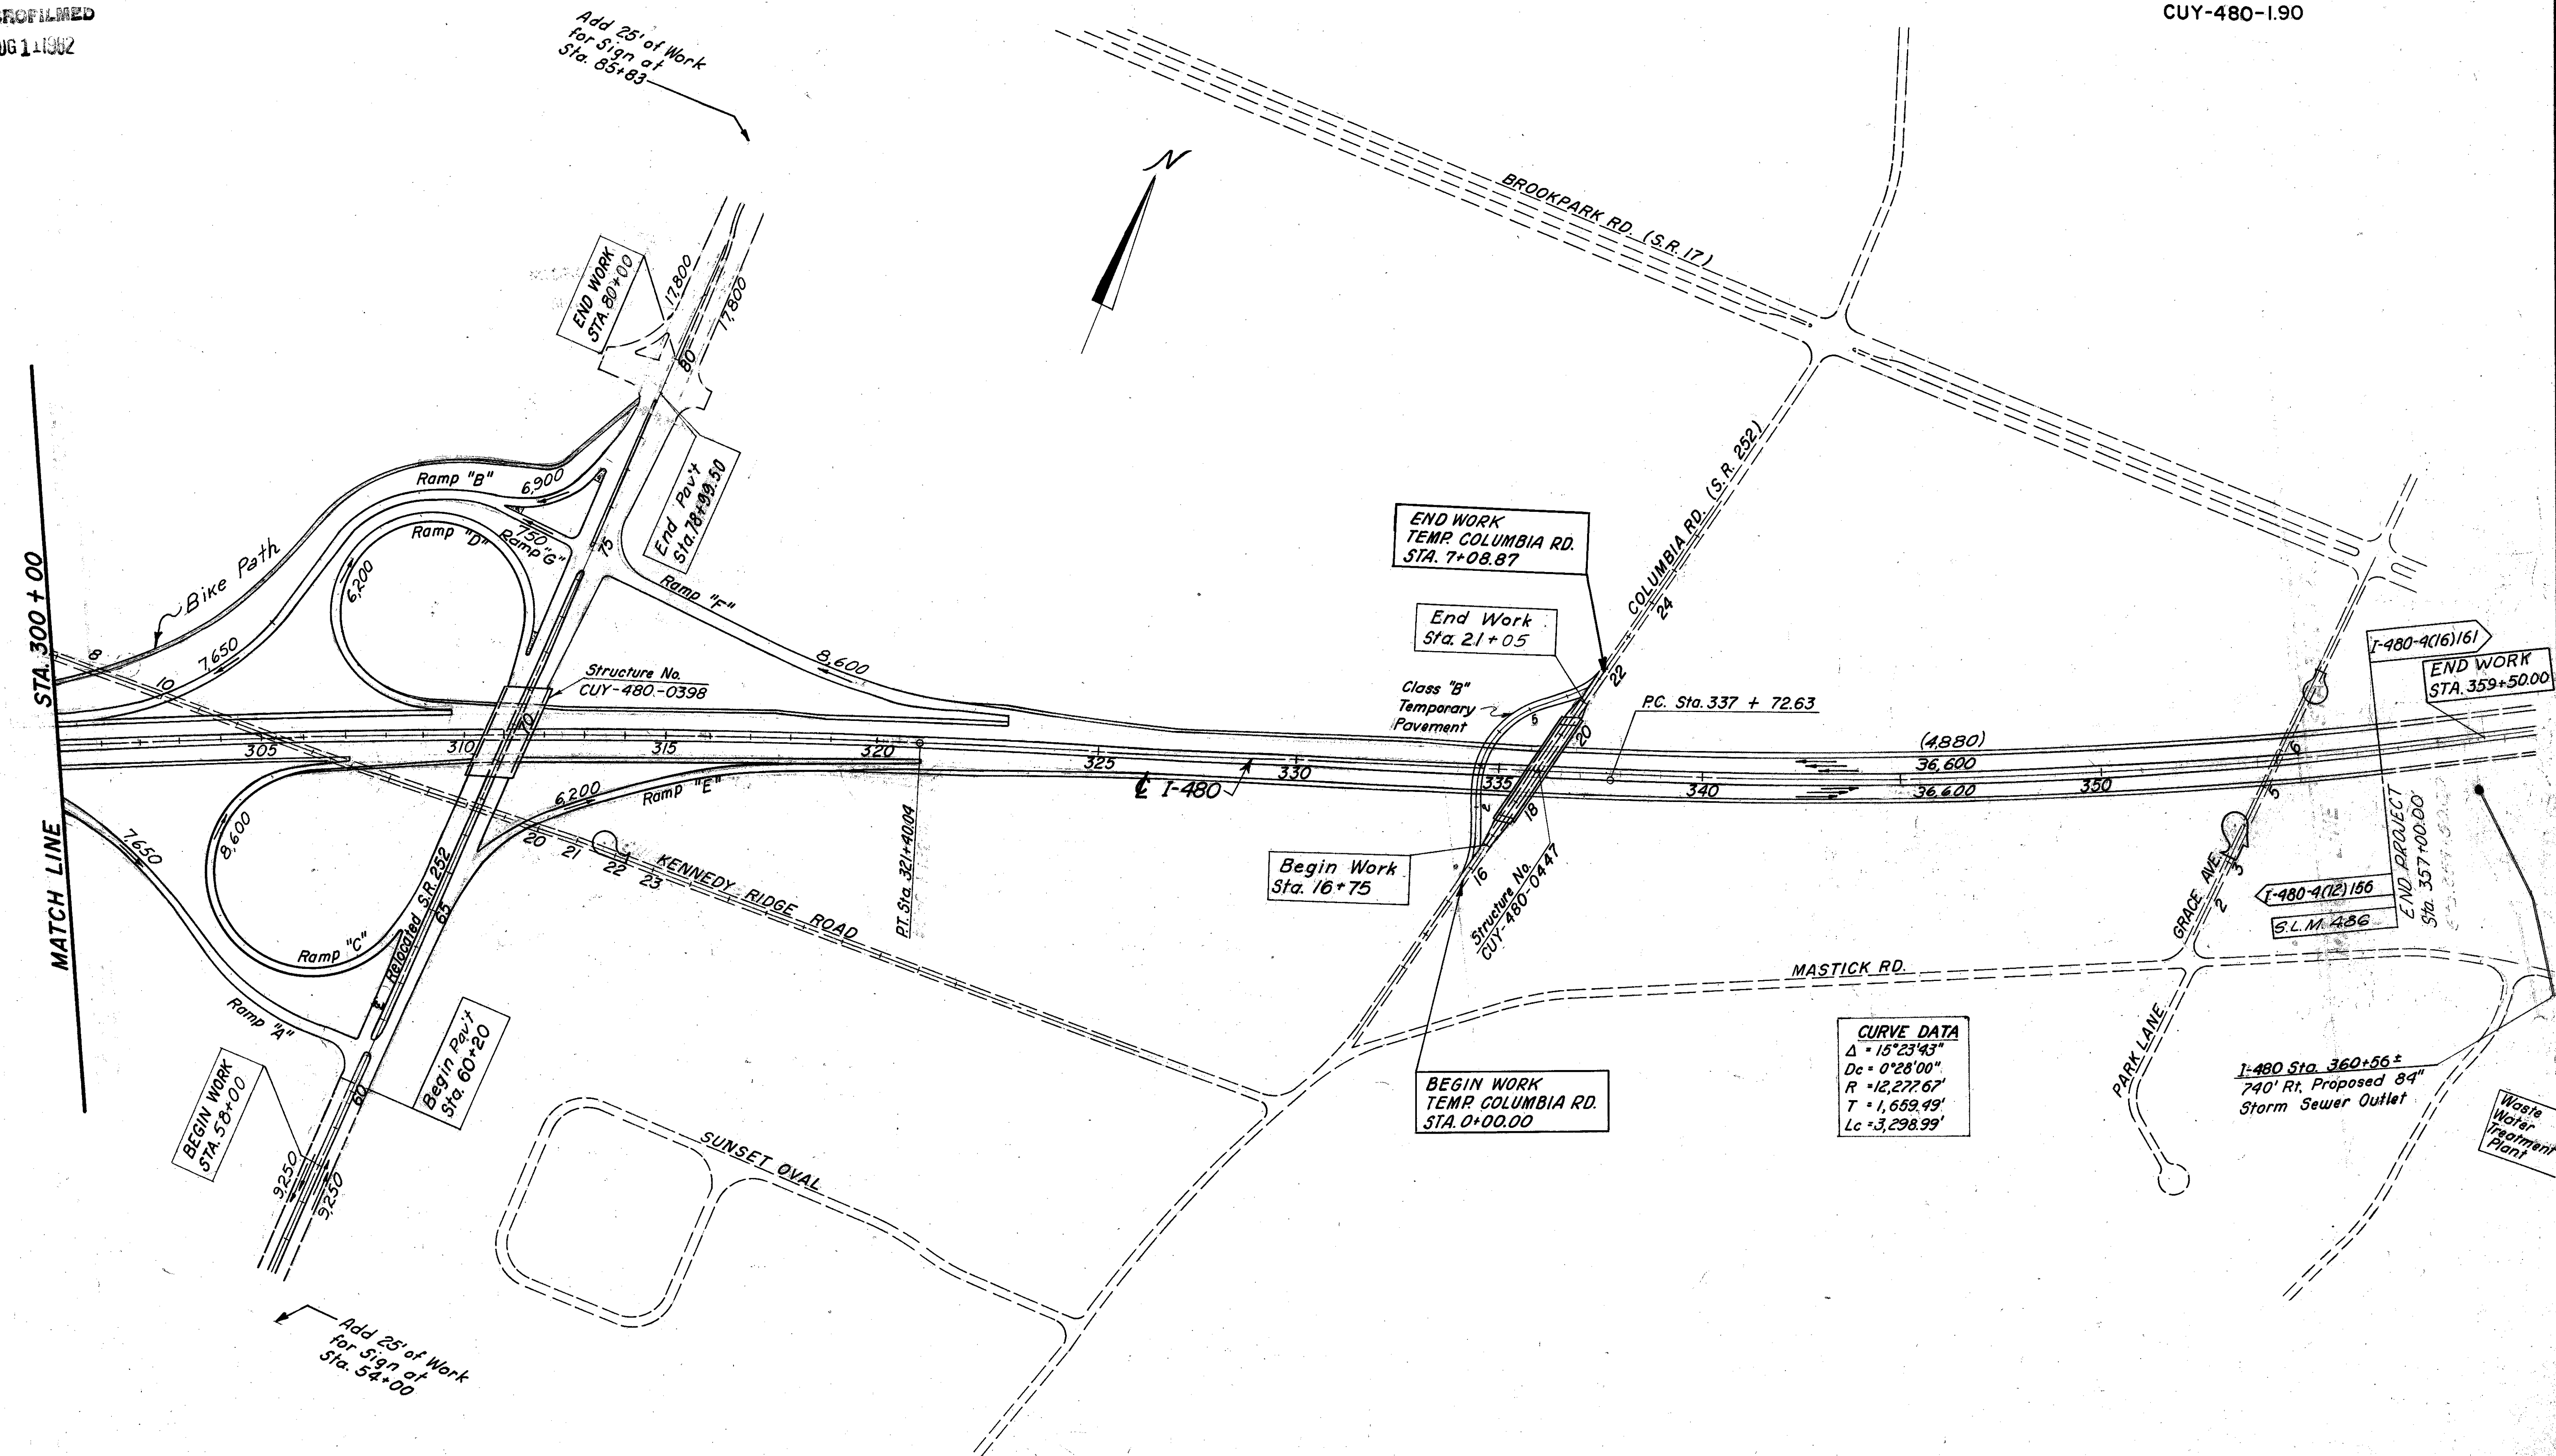 CUY-480-1.90
Add 25' of Work
for Sign at
Sta. 85+83
N
BROOKPARK RD. (S.R. 17)
END WORK
STA. 80+00
17,800
17,800
80
End Pav't
Sta. 78+99.50
Ramp "B"
6,900
Ramp "D"
750
Ramp "G"
75
6,200
Bike Path
7,650
Ramp "F"
8,600
STA. 300+00
MATCH LINE
8
10
Structure No.
CUY-480-0398
70
305
310
315
320
325
330
335
340
350
℄ I-480
P.T. Sta. 321+40.04
Ramp "E"
6,200
7,650
8,600
20
21
22
23
KENNEDY RIDGE ROAD
Ramp "C"
Ramp "A"
℄ Relocated S.R. 252
65
60
Begin Pav't
Sta. 60+20
BEGIN WORK
STA. 58+00
9,250
9,250
Add 25' of Work
for Sign at
Sta. 54+00
SUNSET OVAL
COLUMBIA RD. (S.R. 252)
24
22
20
18
16
END WORK
TEMP. COLUMBIA RD.
STA. 7+08.87
End Work
Sta. 21+05
Class "B"
Temporary
Pavement
P.C. Sta. 337 + 72.63
(4,880)
36,600
36,600
Begin Work
Sta. 16+75
Structure No.
CUY-480-0447
BEGIN WORK
TEMP. COLUMBIA RD.
STA. 0+00.00
MASTICK RD.
CURVE DATA
Δ = 15°23'43"
Dc = 0°28'00"
R = 12,277.67'
T = 1,659.49'
Lc = 3,298.99'
GRACE AVE.
2
3
5
6
PARK LANE
I-480-4(16)161
END WORK
STA. 359+50.00
END PROJECT
Sta. 357+00.00
I-480-4(12)156
S.L.M. 4.86
I-480 Sta. 360+56±
740' Rt. Proposed 84"
Storm Sewer Outlet
Waste
Water
Treatment
Plant